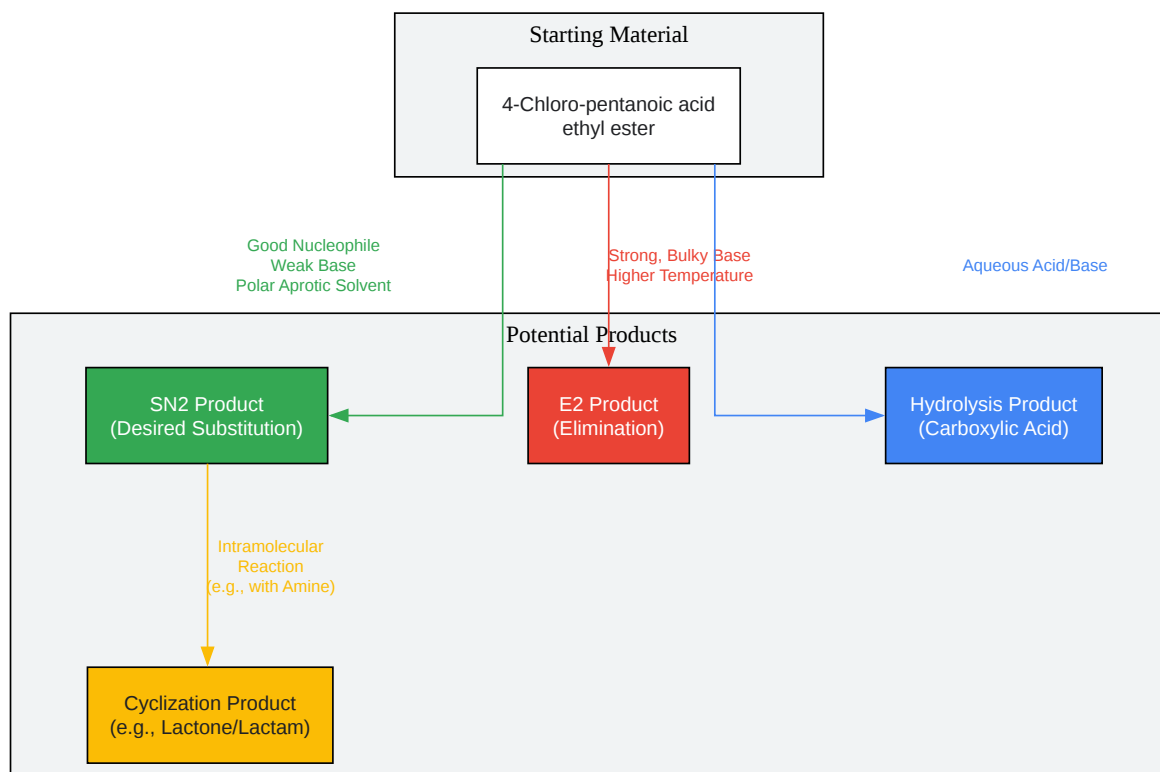 Starting Material
4-Chloro-pentanoic acid
ethyl ester
Good Nucleophile
Weak Base
Polar Aprotic Solvent
Strong, Bulky Base
Higher Temperature
Aqueous Acid/Base
Potential Products
SN2 Product
(Desired Substitution)
E2 Product
(Elimination)
Hydrolysis Product
(Carboxylic Acid)
Intramolecular
Reaction
(e.g., with Amine)
Cyclization Product
(e.g., Lactone/Lactam)